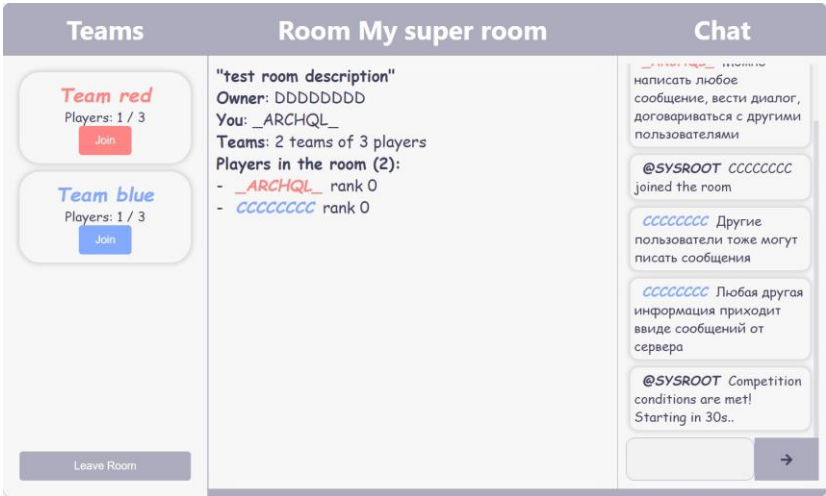 Teams
Team red
Players: 1 / 3
Join
Team blue
Players: 1 / 3
Join
Leave Room
Room My super room
"test room description"
Owner: DDDDDDDD
You: _ARCHQL_
Teams: 2 teams of 3 players
Players in the room (2):
- _ARCHQL_ rank 0
- CCCCCCCC rank 0
Chat
_ARCHQL_ Можно
написать любое
сообщение, вести диалог,
договариваться с другими
пользователями
@SYSROOT CCCCCCCC
joined the room
CCCCCCCC Другие
пользователи тоже могут
писать сообщения
CCCCCCCC Любая другая
информация приходит
ввиде сообщений от
сервера
@SYSROOT Competition
conditions are met!
Starting in 30s..